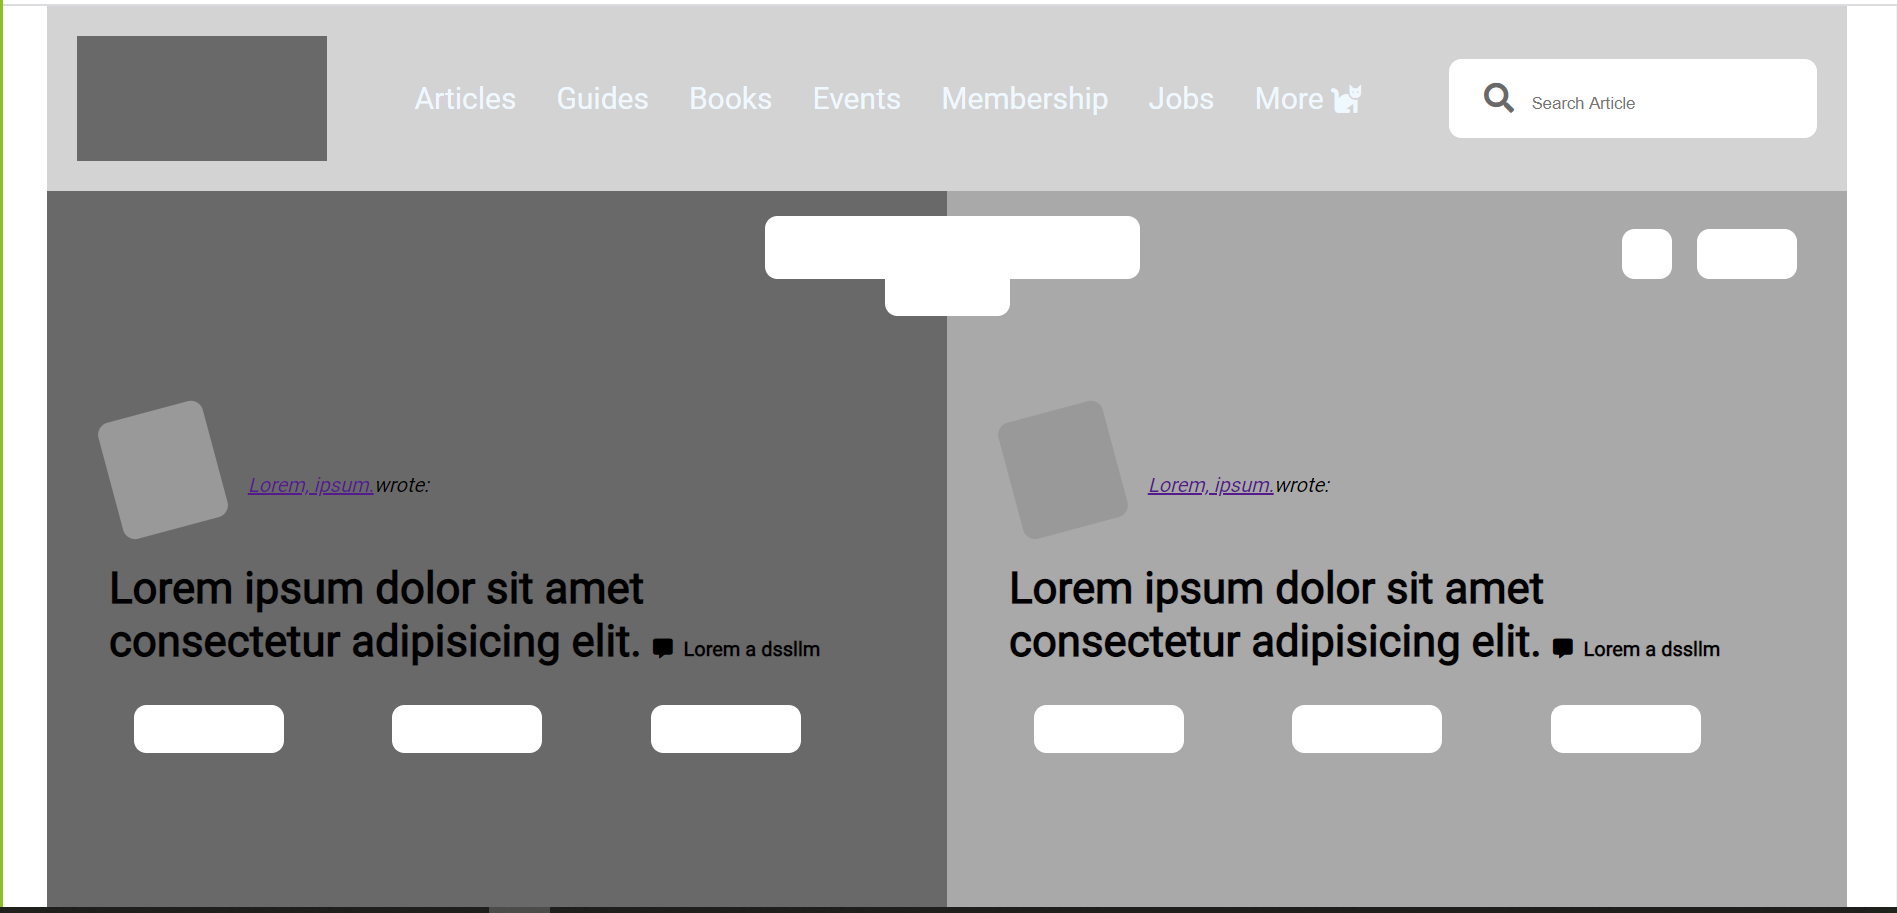 Articles Guides Books Events Membership Jobs More Search Article
Lorem, ipsum.wrote:
Lorem ipsum dolor sit amet
consectetur adipisicing elit. Lorem a dssllm
Lorem, ipsum.wrote:
Lorem ipsum dolor sit amet
consectetur adipisicing elit. Lorem a dssllm